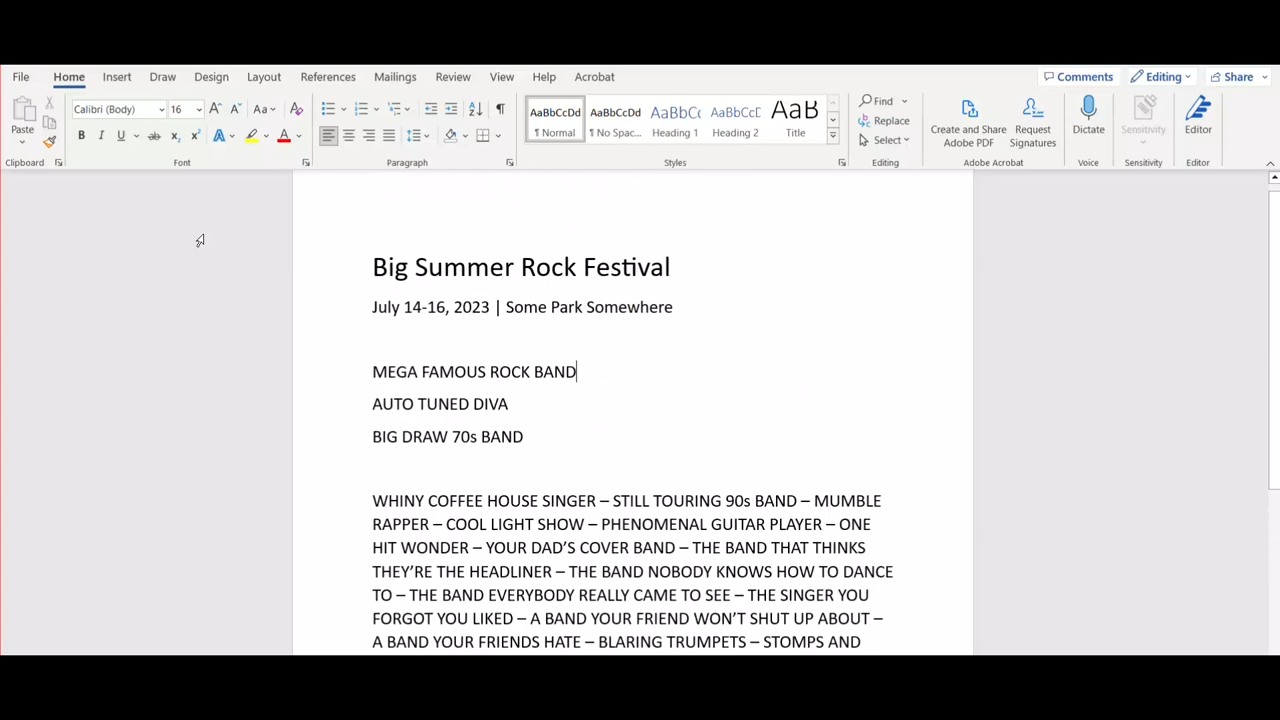 File Home Insert Draw Design Layout References Mailings Review View Help Acrobat Comments Editing Share
Calibri (Body) 16 Aa AaBbCcDd AaBbCcDd AaBbCc AaBbCcD AaB Find
Paste Replace Create and Share Request Dictate Sensitivity Editor
B I U ab x2 x2 A A ¶ Normal ¶ No Spac... Heading 1 Heading 2 Title Select Adobe PDF Signatures
Clipboard Font Paragraph Styles Editing Adobe Acrobat Voice Sensitivity Editor
Big Summer Rock Festival
July 14-16, 2023 | Some Park Somewhere
MEGA FAMOUS ROCK BAND
AUTO TUNED DIVA
BIG DRAW 70s BAND
WHINY COFFEE HOUSE SINGER – STILL TOURING 90s BAND – MUMBLE
RAPPER – COOL LIGHT SHOW – PHENOMENAL GUITAR PLAYER – ONE
HIT WONDER – YOUR DAD’S COVER BAND – THE BAND THAT THINKS
THEY’RE THE HEADLINER – THE BAND NOBODY KNOWS HOW TO DANCE
TO – THE BAND EVERYBODY REALLY CAME TO SEE – THE SINGER YOU
FORGOT YOU LIKED – A BAND YOUR FRIEND WON’T SHUT UP ABOUT –
A BAND YOUR FRIENDS HATE – BLARING TRUMPETS – STOMPS AND